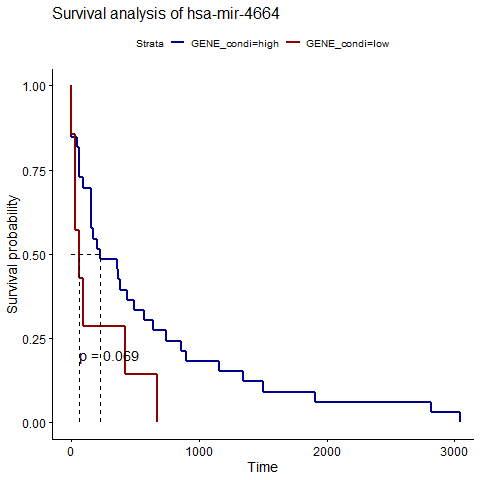 Survival analysis of hsa-mir-4664
Strata GENE_condi=high GENE_condi=low
1.00
0.75
0.50
0.25
0.00
Survival probability
p = 0.069
0 1000 2000 3000
Time